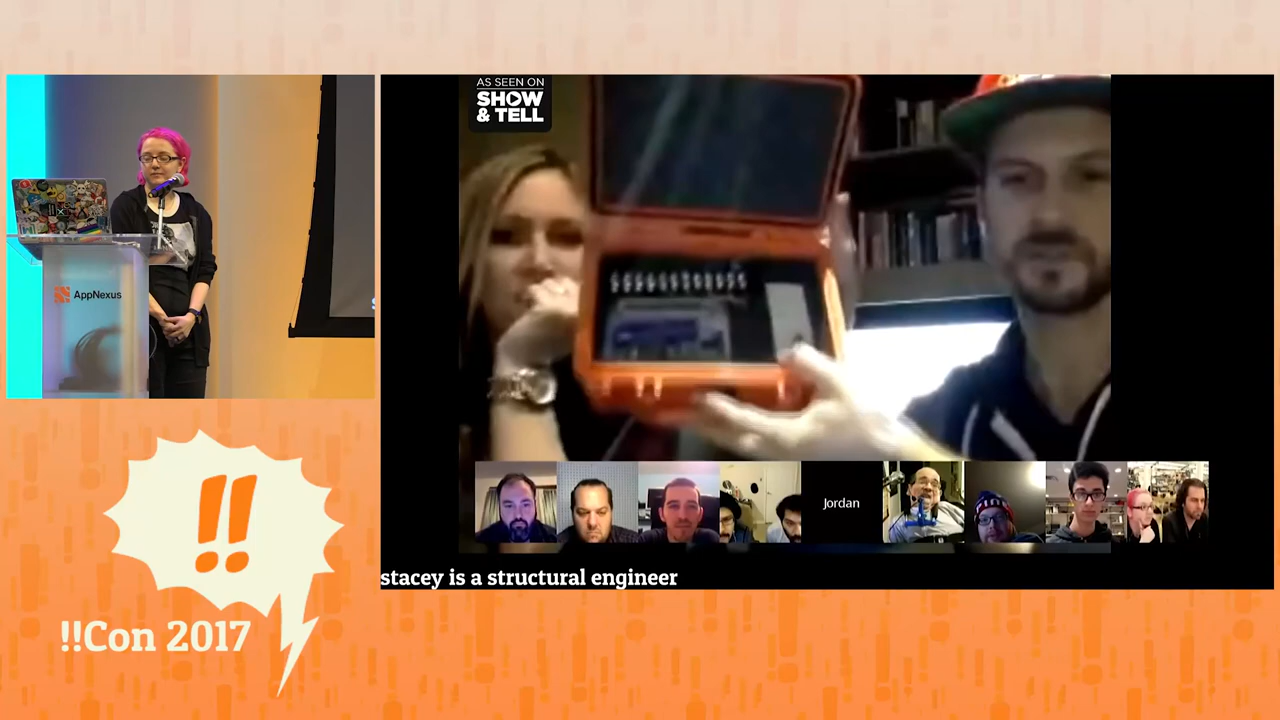 AS SEEN ON
SHOW
& TELL
AppNexus
Jordan
stacey is a structural engineer
!!
!!Con 2017